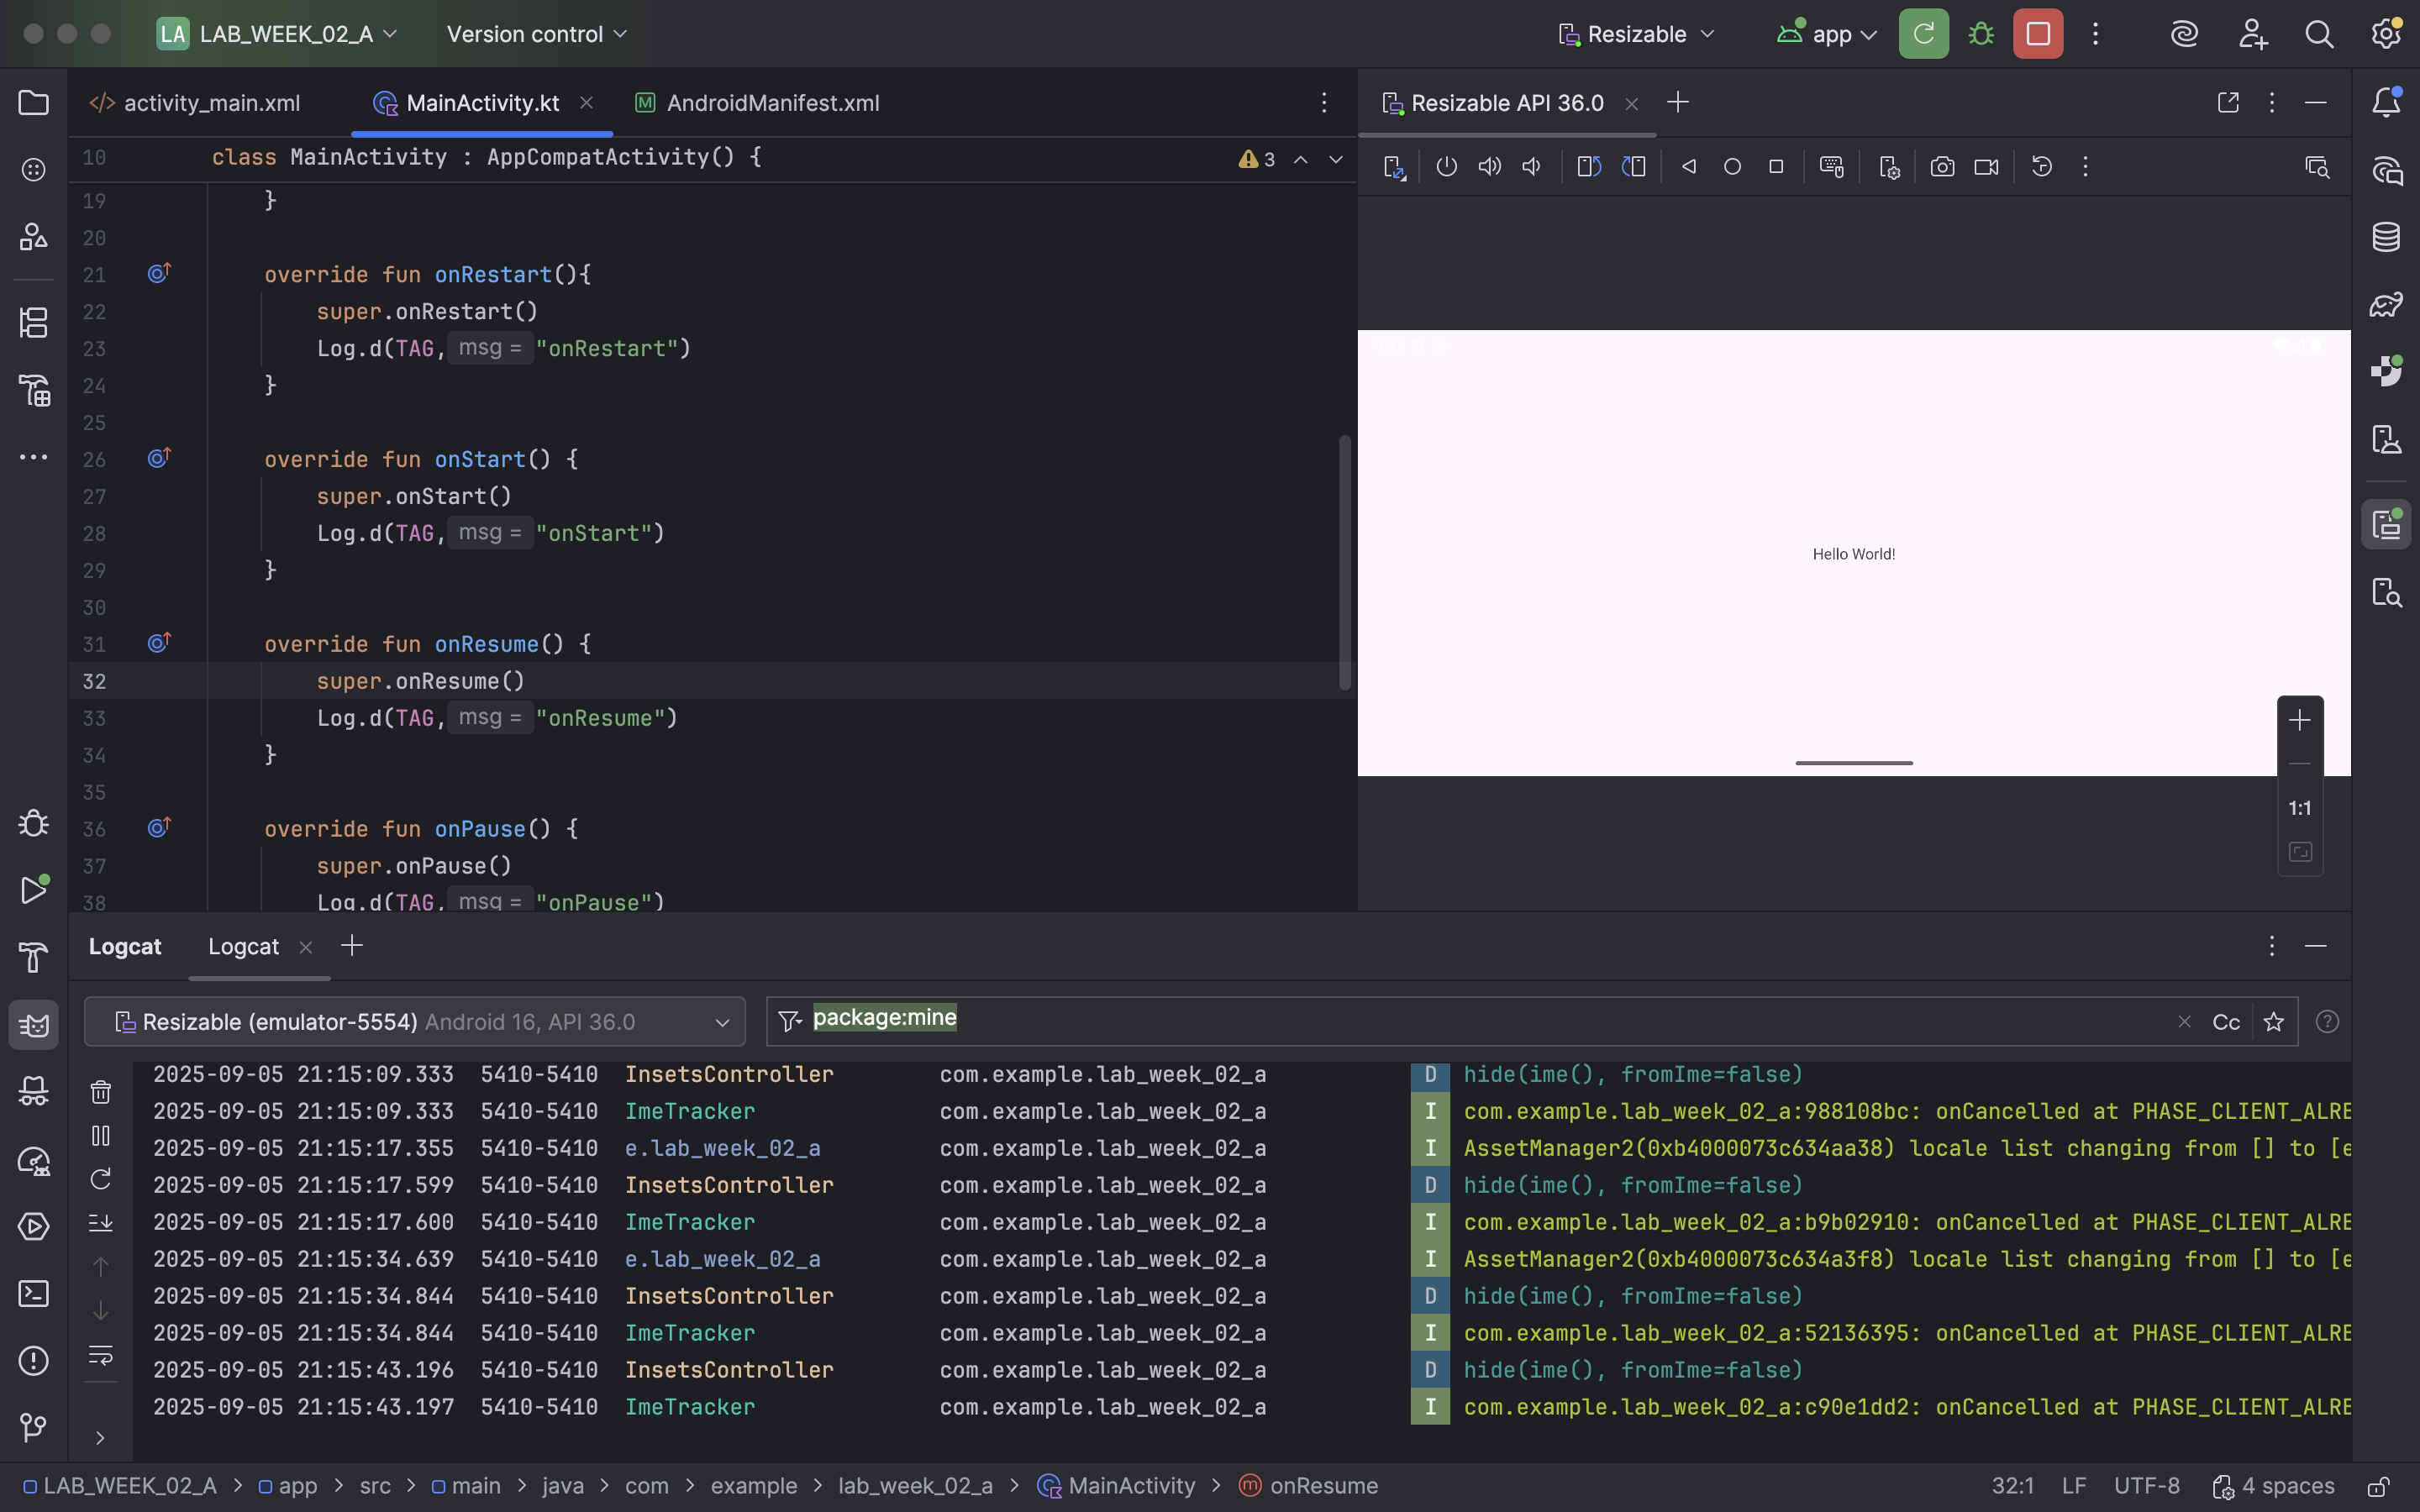 LA LAB_WEEK_02_A Version control Resizable app
activity_main.xml MainActivity.kt AndroidManifest.xml Resizable API 36.0
10 class MainActivity : AppCompatActivity() { 3
19 }
20
21 override fun onRestart(){
22 super.onRestart()
23 Log.d(TAG, msg = "onRestart")
24 }
25
26 override fun onStart() {
27 super.onStart()
28 Log.d(TAG, msg = "onStart")
29 }
30
31 override fun onResume() {
32 super.onResume()
33 Log.d(TAG, msg = "onResume")
34 }
35
36 override fun onPause() {
37 super.onPause()
38 Log.d(TAG, msg = "onPause")
Hello World!
1:1
Logcat Logcat
Resizable (emulator-5554) Android 16, API 36.0 package:mine Cc
2025-09-05 21:15:09.333 5410-5410 InsetsController com.example.lab_week_02_a D hide(ime(), fromIme=false)
2025-09-05 21:15:09.333 5410-5410 ImeTracker com.example.lab_week_02_a I com.example.lab_week_02_a:988108bc: onCancelled at PHASE_CLIENT_ALRE
2025-09-05 21:15:17.355 5410-5410 e.lab_week_02_a com.example.lab_week_02_a I AssetManager2(0xb4000073c634aa38) locale list changing from [] to [e
2025-09-05 21:15:17.599 5410-5410 InsetsController com.example.lab_week_02_a D hide(ime(), fromIme=false)
2025-09-05 21:15:17.600 5410-5410 ImeTracker com.example.lab_week_02_a I com.example.lab_week_02_a:b9b02910: onCancelled at PHASE_CLIENT_ALRE
2025-09-05 21:15:34.639 5410-5410 e.lab_week_02_a com.example.lab_week_02_a I AssetManager2(0xb4000073c634a3f8) locale list changing from [] to [e
2025-09-05 21:15:34.844 5410-5410 InsetsController com.example.lab_week_02_a D hide(ime(), fromIme=false)
2025-09-05 21:15:34.844 5410-5410 ImeTracker com.example.lab_week_02_a I com.example.lab_week_02_a:52136395: onCancelled at PHASE_CLIENT_ALRE
2025-09-05 21:15:43.196 5410-5410 InsetsController com.example.lab_week_02_a D hide(ime(), fromIme=false)
2025-09-05 21:15:43.197 5410-5410 ImeTracker com.example.lab_week_02_a I com.example.lab_week_02_a:c90e1dd2: onCancelled at PHASE_CLIENT_ALRE
LAB_WEEK_02_A > app > src > main > java > com > example > lab_week_02_a > MainActivity > onResume 32:1 LF UTF-8 4 spaces